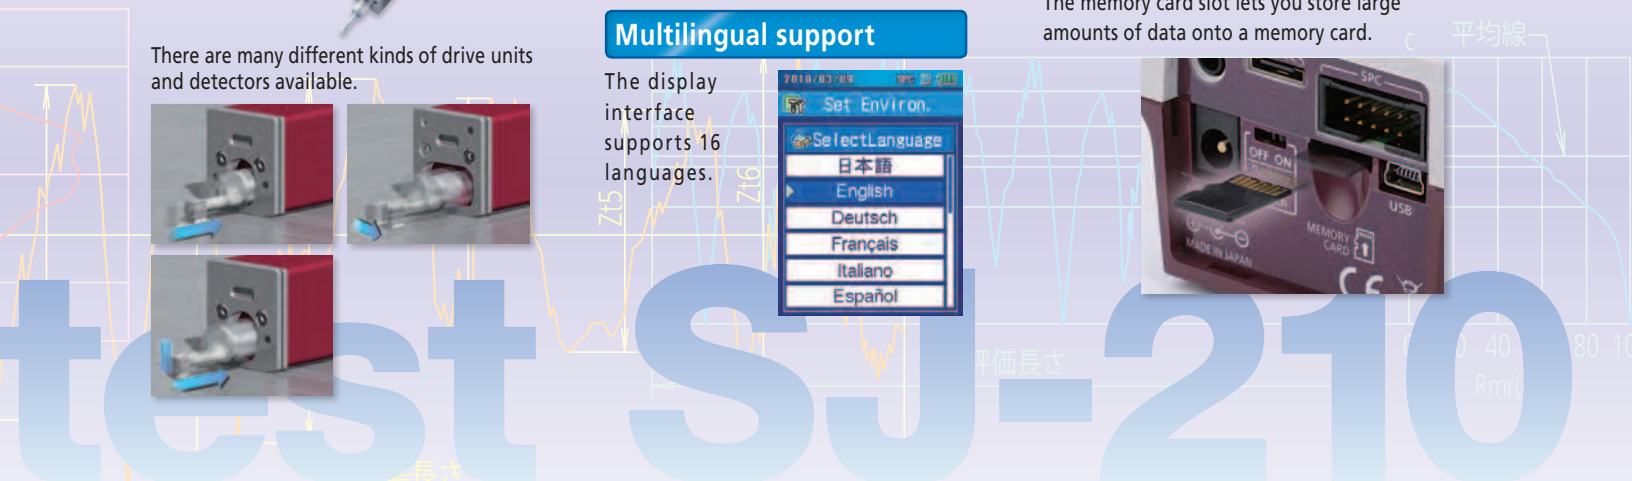 There are many different kinds of drive units
and detectors available.
Multilingual support
The display
interface
supports 16
languages.
2010/03/09
SPC
Set Environ.
SelectLanguage
日本語
English
Deutsch
Français
Italiano
Español
The memory card slot lets you store large
amounts of data onto a memory card.
SPC
OFF ON
USB
MEMORY
CARD
MADE IN JAPAN
CE
c
平均線
Zt5
Zt6
評価長さ
0
40
80
Rmr(
test SJ-210